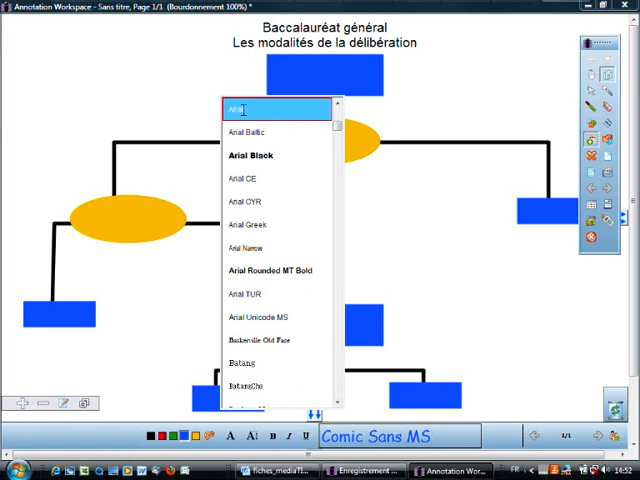 Annotation Workspace - Sans titre, Page 1/1 (Bourdonnement 100%) *
Baccalauréat général
Les modalités de la délibération
Arial
Arial Baltic
Arial Black
Arial CE
Arial CYR
Arial Greek
Arial Narrow
Arial Rounded MT Bold
Arial TUR
Arial Unicode MS
Baskerville Old Face
Batang
BatangChe
A A B I U Comic Sans MS 1/1
fiches_mediaTI... Enregistrement ... Annotation Wor... FR 14:52